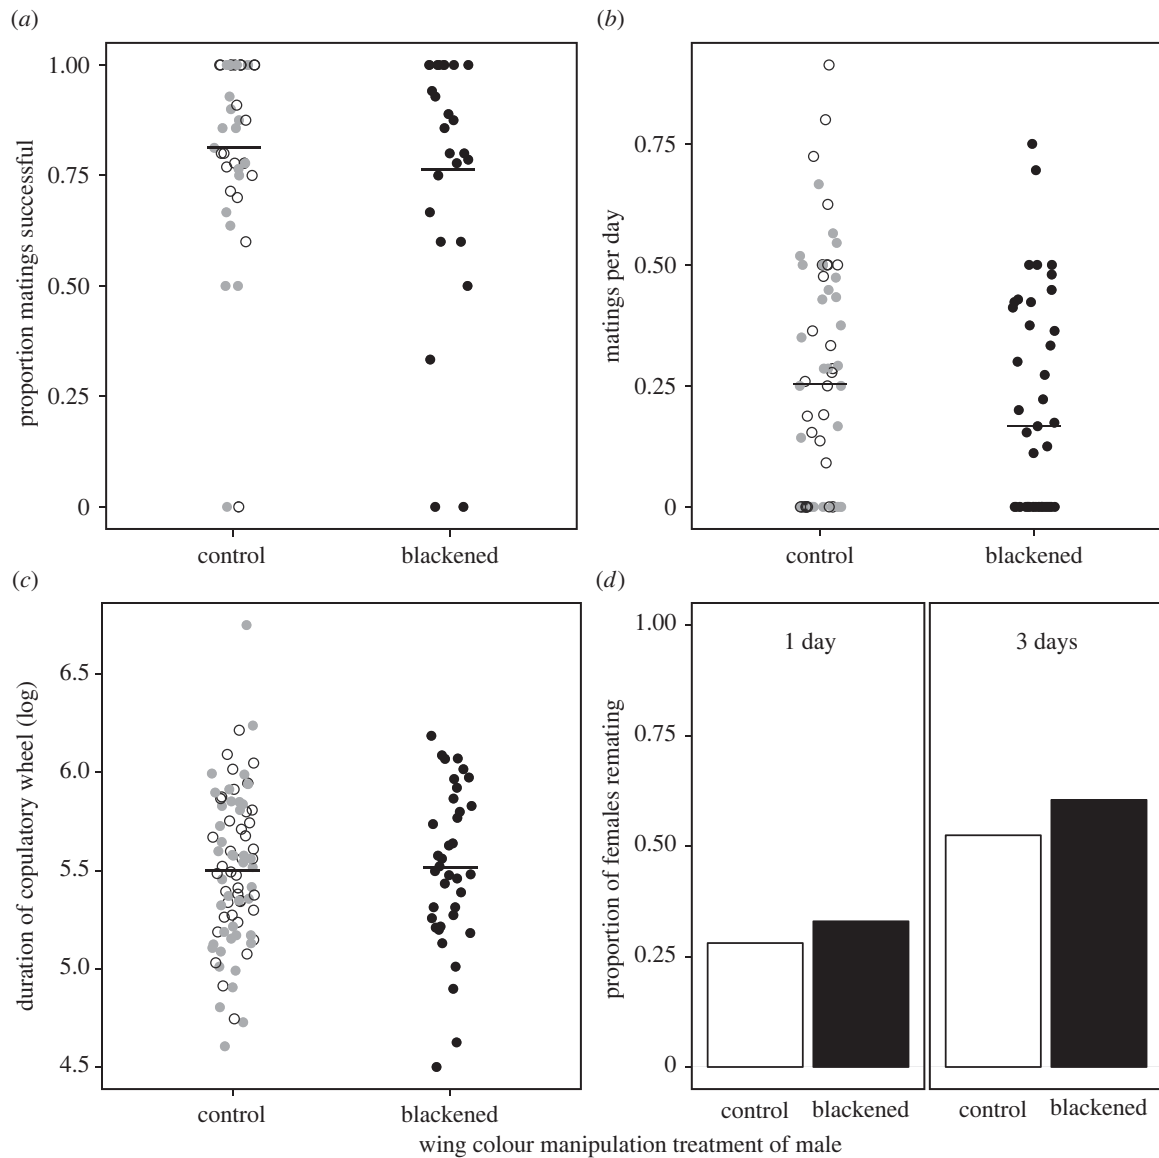 (a)
1.00
0.75
0.50
0.25
0
proportion matings successful
control
blackened
(b)
0.75
0.50
0.25
0
matings per day
control
blackened
(c)
6.5
6.0
5.5
5.0
4.5
duration of copulatory wheel (log)
control
blackened
(d)
1.00
0.75
0.50
0.25
0
proportion of females remating
1 day
3 days
control
blackened
control
blackened
wing colour manipulation treatment of male